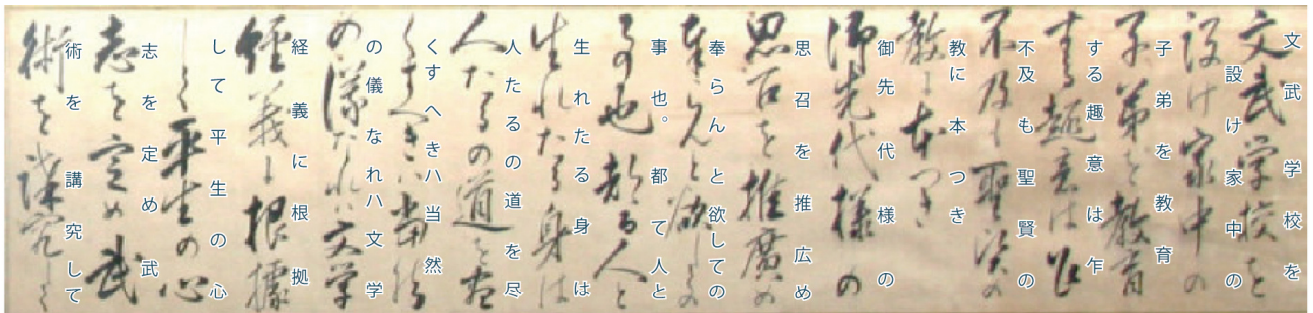 文武学校を
設け家中の
子弟を教育
する趣意は乍
不及も聖賢の
教に本つき
御先代様の
思召を推広め
奉らんと欲しての
事也。都て人と
生れたる身は
人たるの道を尽
くすへきハ当然
の儀なれハ文学
経義に根拠
して平生の心
志を定め武
術を講究して